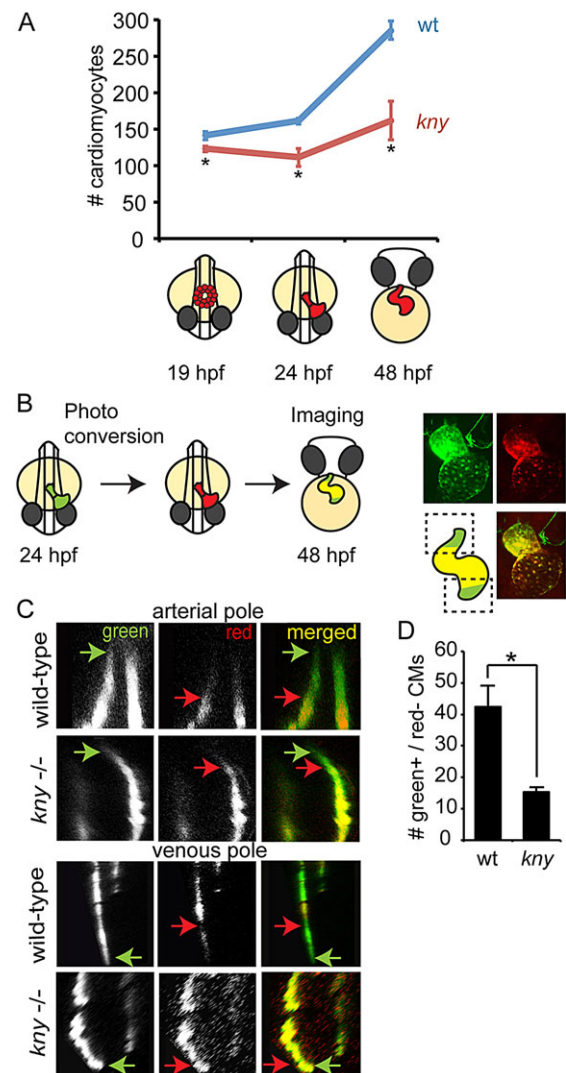 A
# cardiomyocytes
300
250
200
150
100
50
0
wt
kny
*
*
*
19 hpf
24 hpf
48 hpf
B
Photo
conversion
Imaging
24 hpf
48 hpf
C
arterial pole
green
red
merged
wild-type
kny -/-
venous pole
wild-type
kny -/-
D
# green+ / red- CMs
60
50
40
30
20
10
0
*
wt
kny